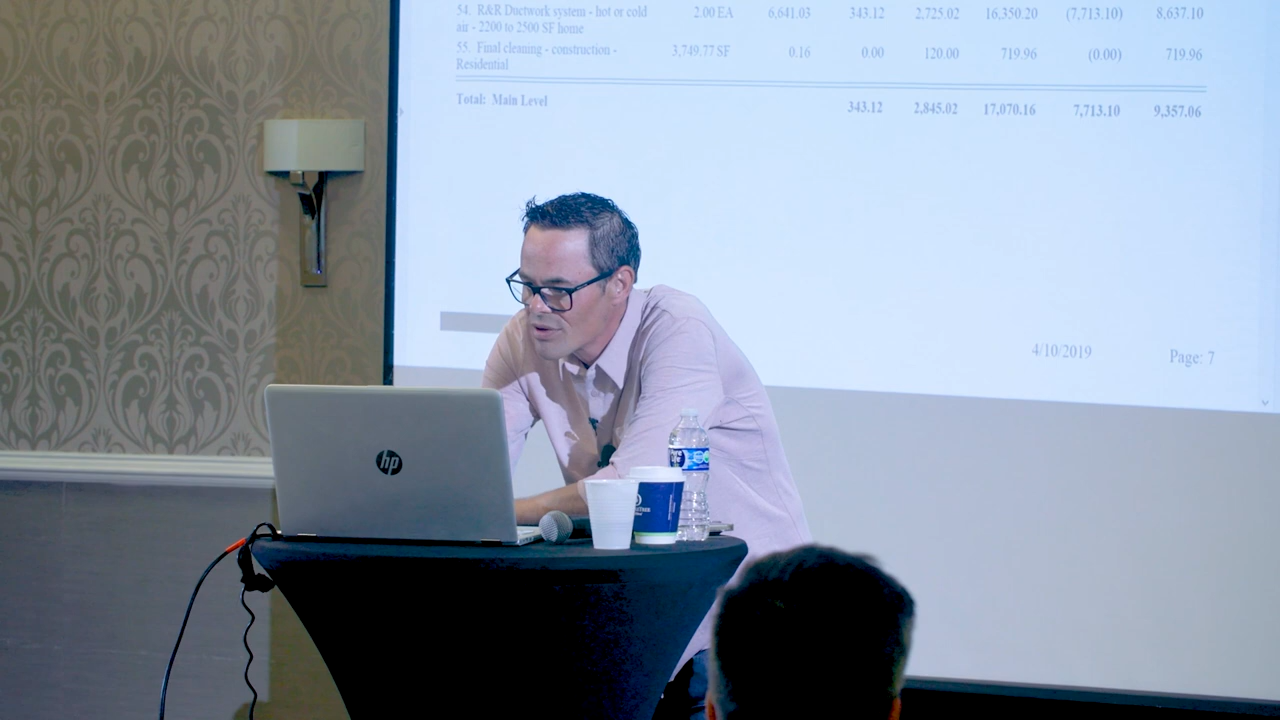 54. R&R Ductwork system - hot or cold 2.00 EA 6,641.03 343.12 2,725.02 16,350.20 (7,713.10) 8,637.10
air - 2200 to 2500 SF home
55. Final cleaning - construction - 3,749.77 SF 0.16 0.00 120.00 719.96 (0.00) 719.96
Residential
Total: Main Level 343.12 2,845.02 17,070.16 7,713.10 9,357.06
4/10/2019 Page: 7
hp
Pure
Life